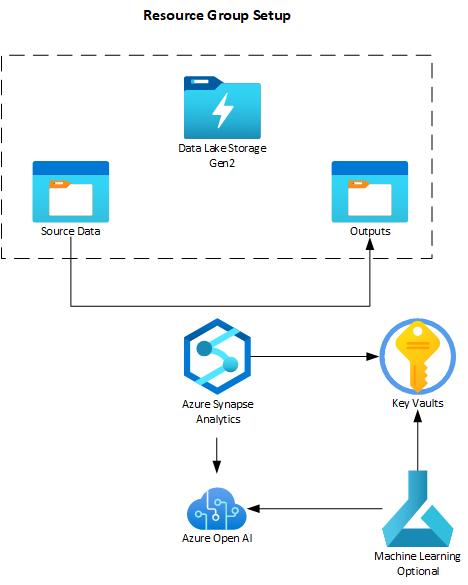 Resource Group Setup
Data Lake Storage
Gen2
Source Data
Outputs
Azure Synapse
Analytics
Key Vaults
Azure Open AI
Machine Learning
Optional